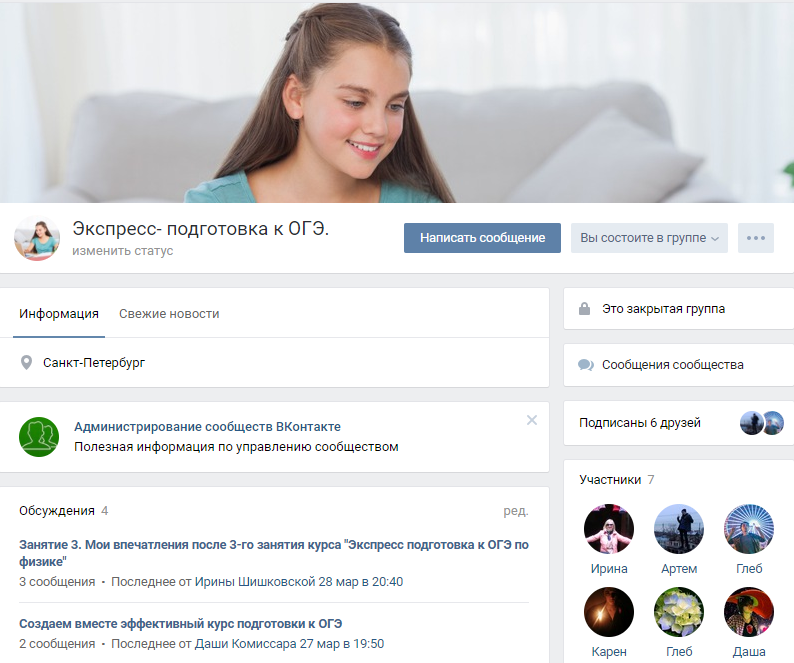 Экспресс- подготовка к ОГЭ.
изменить статус
Написать сообщение
Вы состоите в группе
Информация
Свежие новости
Санкт-Петербург
Администрирование сообществ ВКонтакте
Полезная информация по управлению сообществом
Обсуждения 4
ред.
Занятие 3. Мои впечатления после 3-го занятия курса "Экспресс подготовка к ОГЭ по
физике"
3 сообщения • Последнее от Ирины Шишковской 28 мар в 20:40
Создаем вместе эффективный курс подготовки к ОГЭ
2 сообщения • Последнее от Даши Комиссара 27 мар в 19:50
Это закрытая группа
Сообщения сообщества
Подписаны 6 друзей
Участники 7
Ирина
Артем
Глеб
Карен
Глеб
Даша